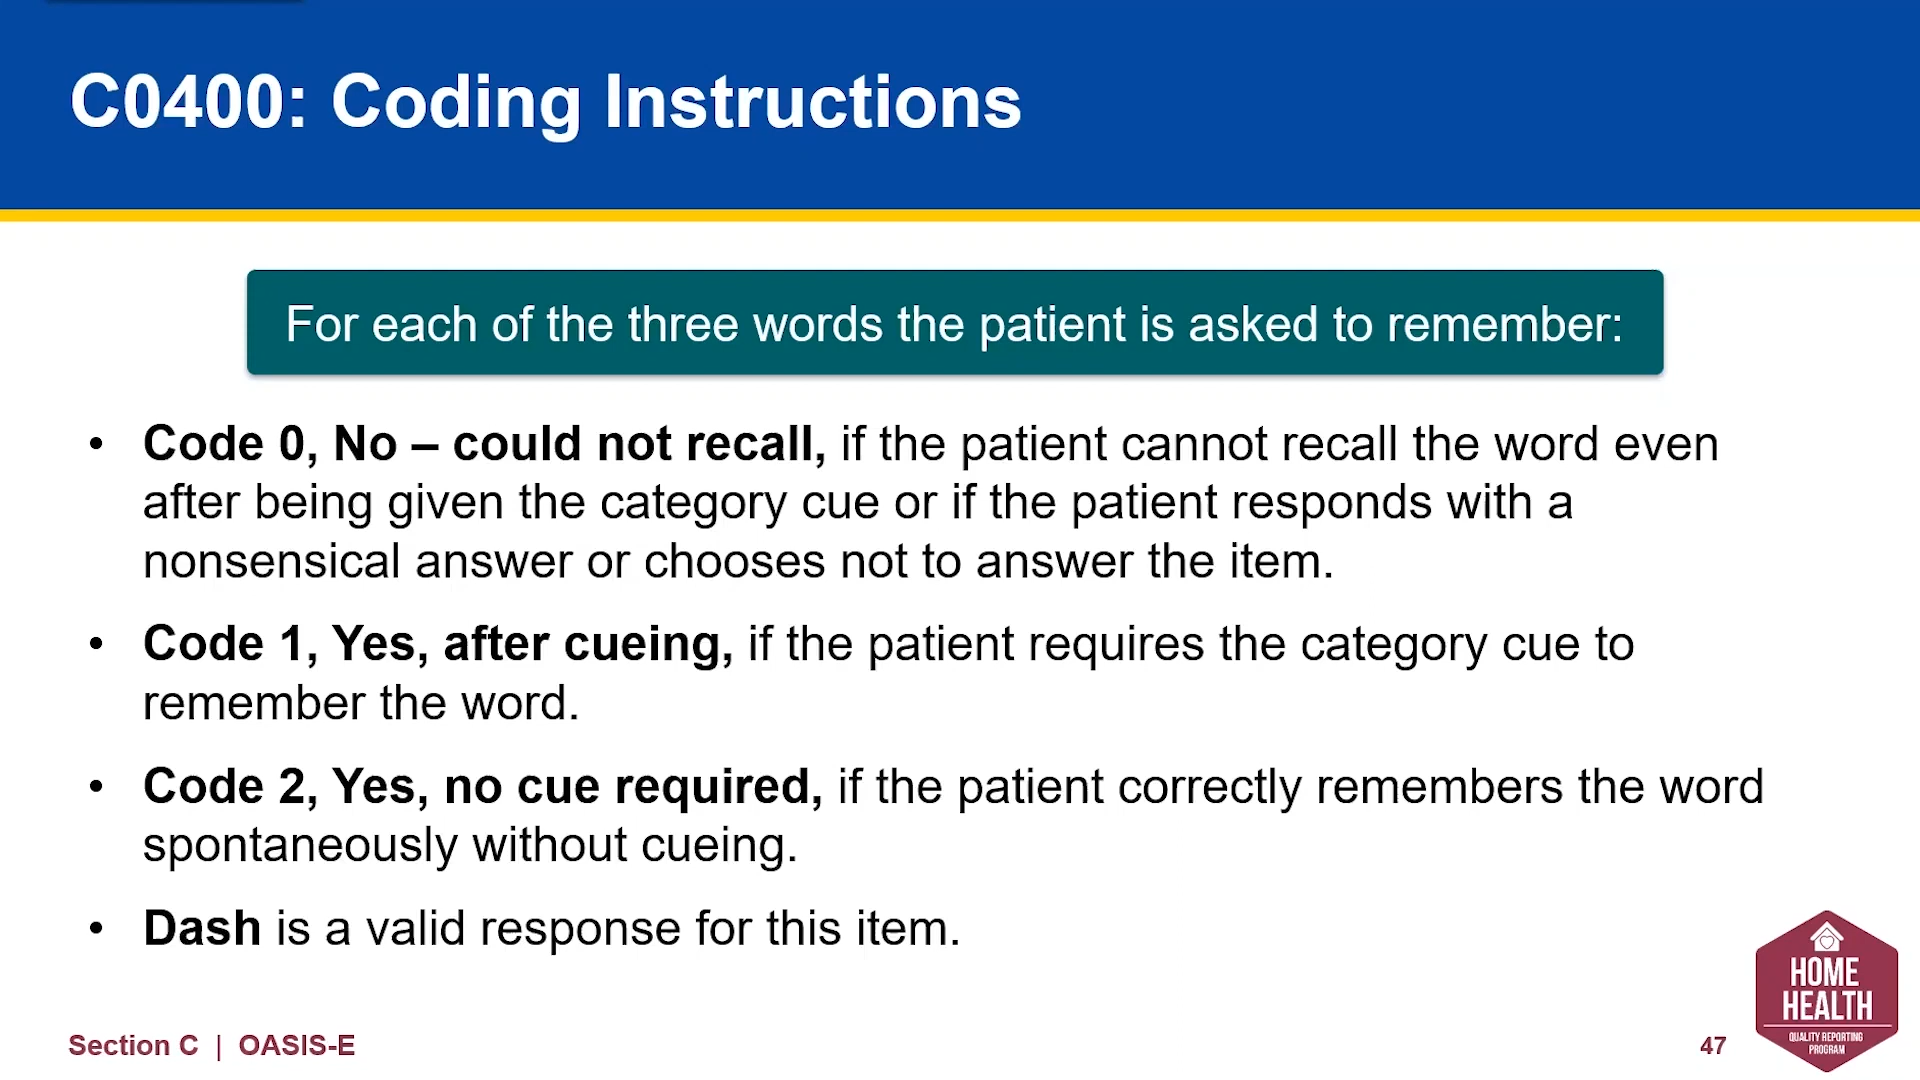 C0400: Coding Instructions
For each of the three words the patient is asked to remember:
• Code 0, No – could not recall, if the patient cannot recall the word even
after being given the category cue or if the patient responds with a
nonsensical answer or chooses not to answer the item.
• Code 1, Yes, after cueing, if the patient requires the category cue to
remember the word.
• Code 2, Yes, no cue required, if the patient correctly remembers the word
spontaneously without cueing.
• Dash is a valid response for this item.
HOME
HEALTH
QUALITY REPORTING
PROGRAM
Section C | OASIS-E
47